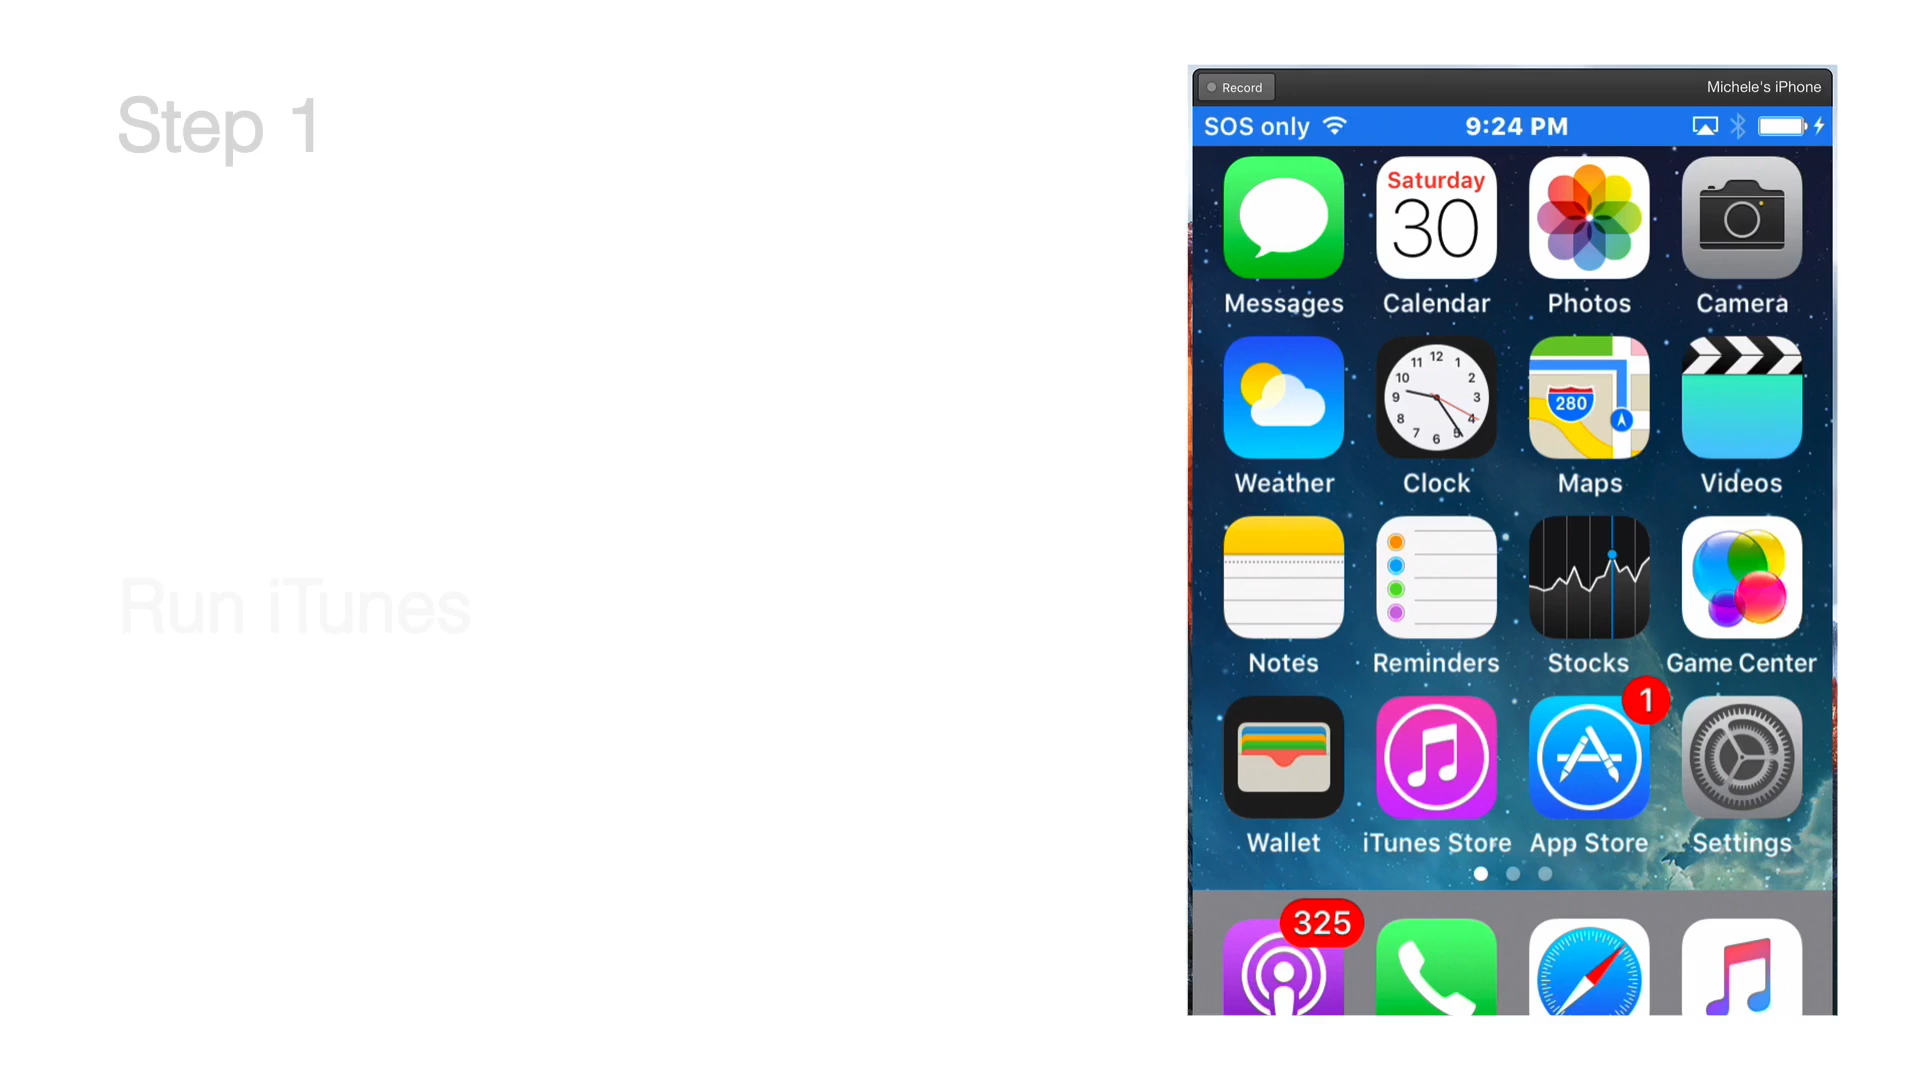 Step 1
Run iTunes
Record
Michele's iPhone
SOS only
9:24 PM
Saturday
30
Messages
Calendar
Photos
Camera
12
1
2
3
4
5
6
7
8
9
10
11
280
Weather
Clock
Maps
Videos
Notes
Reminders
Stocks
Game Center
1
Wallet
iTunes Store
App Store
Settings
325